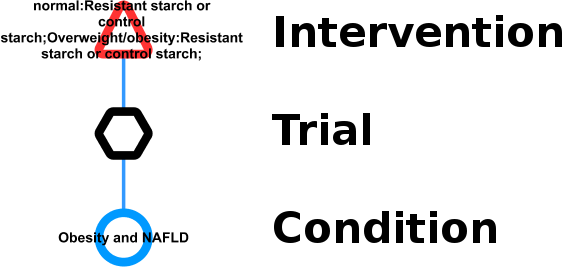 normal:Resistant starch or
control
starch;Overweight/obesity:Resistant
starch or control starch;
Intervention
Trial
Obesity and NAFLD
Condition